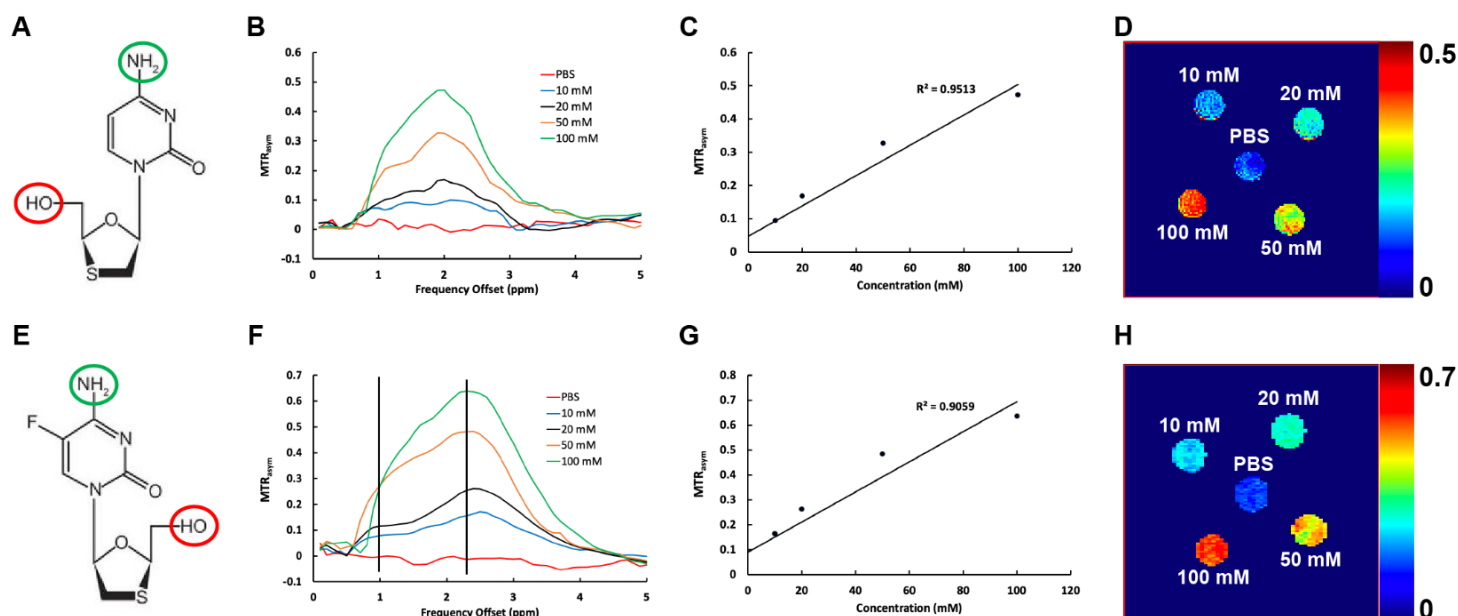 A
NH2
N
N
O
HO
O
S
B
0.6
0.5
0.4
0.3
0.2
0.1
0
-0.1
MTRasym
0
1
2
3
4
5
Frequency Offset (ppm)
PBS
10 mM
20 mM
50 mM
100 mM
C
0.6
0.5
0.4
0.3
0.2
0.1
0
MTRasym
R² = 0.9513
0
20
40
60
80
100
120
Concentration (mM)
D
10 mM
20 mM
PBS
100 mM
50 mM
0.5
0
E
NH2
F
N
N
O
HO
O
S
F
0.7
0.6
0.5
0.4
0.3
0.2
0.1
0
-0.1
MTRasym
0
1
2
3
4
5
Frequency Offset (ppm)
PBS
10 mM
20 mM
50 mM
100 mM
G
0.8
0.7
0.6
0.5
0.4
0.3
0.2
0.1
0
MTRasym
R² = 0.9059
0
20
40
60
80
100
120
Concentration (mM)
H
20 mM
10 mM
PBS
100 mM
50 mM
0.7
0